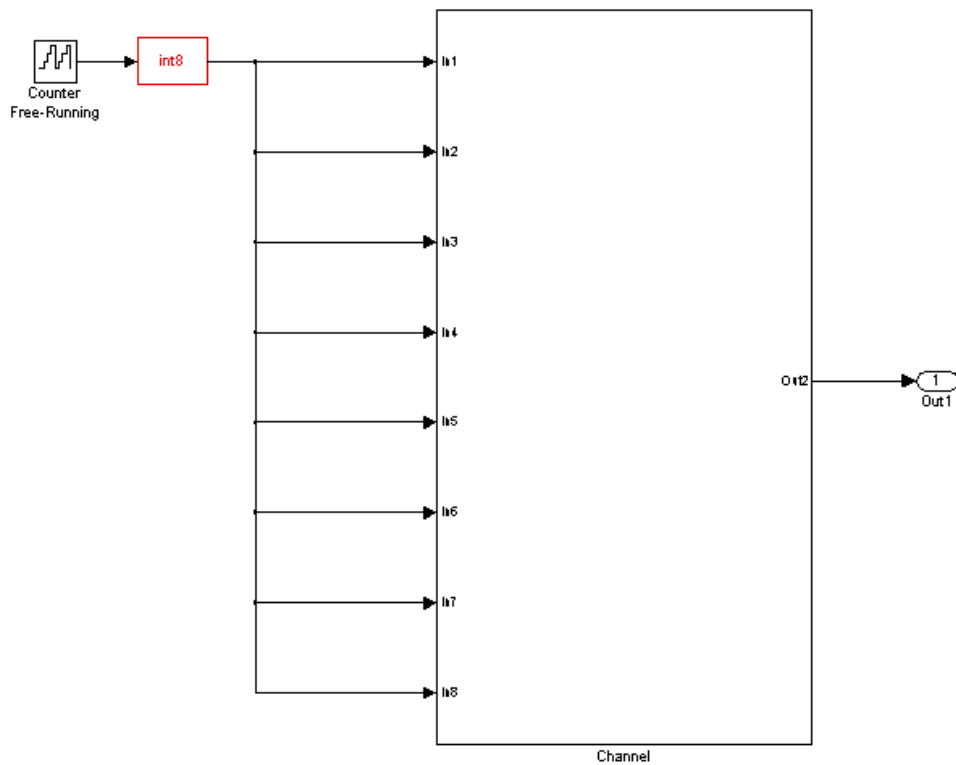 int8
Counter
Free-Running
In1
In2
In3
In4
In5
In6
In7
In8
Out2
1
Out1
Channel